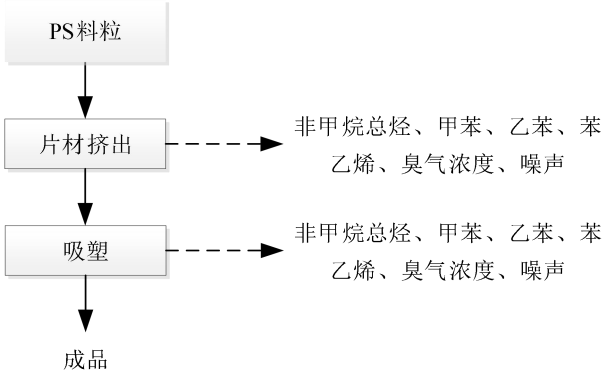 PS料粒
非甲烷总烃、甲苯、乙苯、苯
片材挤出
乙烯、臭气浓度、噪声
非甲烷总烃、甲苯、乙苯、苯
吸塑
乙烯、臭气浓度、噪声
成品